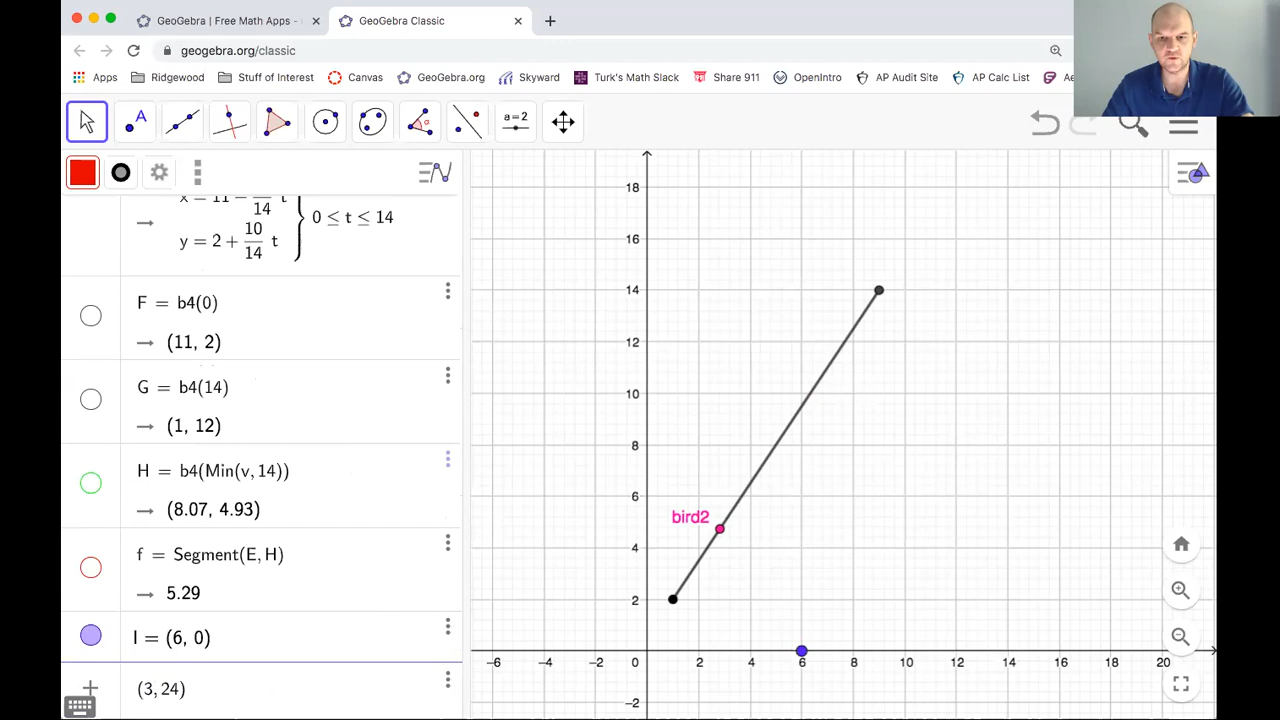 GeoGebra | Free Math Apps -
GeoGebra Classic
geogebra.org/classic
Apps
Ridgewood
Stuff of Interest
Canvas
GeoGebra.org
Skyward
Turk's Math Slack
Share 911
OpenIntro
AP Audit Site
AP Calc List
A
a=2
14 t
0 ≤ t ≤ 14
y = 2 + 10/14 t
F = b4(0)
→ (11, 2)
G = b4(14)
→ (1, 12)
H = b4(Min(v, 14))
→ (8.07, 4.93)
f = Segment(E, H)
→ 5.29
I = (6, 0)
(3, 24)
18
16
14
12
10
8
6
4
2
−2
bird2
−6 −4 −2 0 2 4 6 8 10 12 14 16 18 20